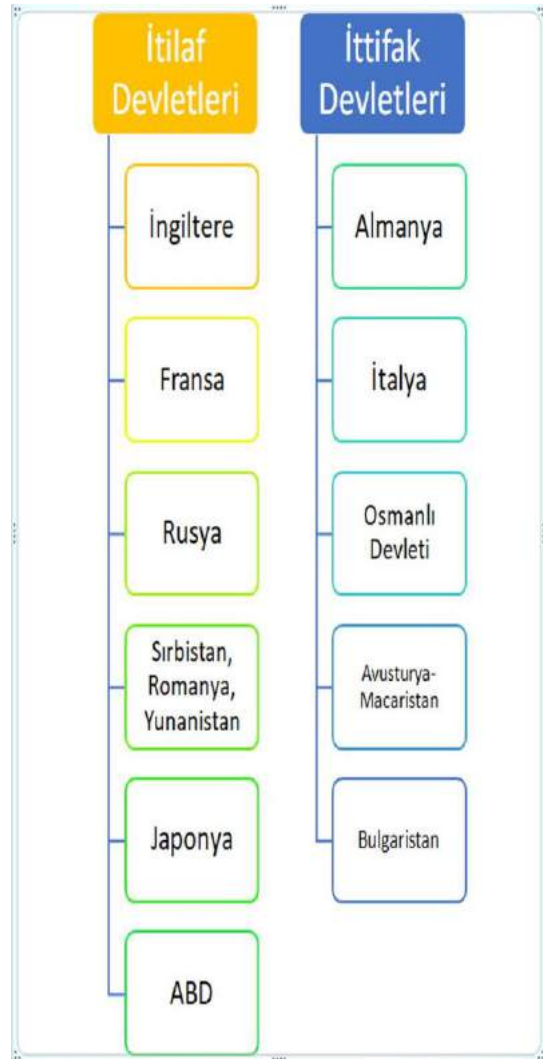 İtilaf
Devletleri
İngiltere
Fransa
Rusya
Sırbistan,
Romanya,
Yunanistan
Japonya
ABD
İttifak
Devletleri
Almanya
İtalya
Osmanlı
Devleti
Avusturya-
Macaristan
Bulgaristan